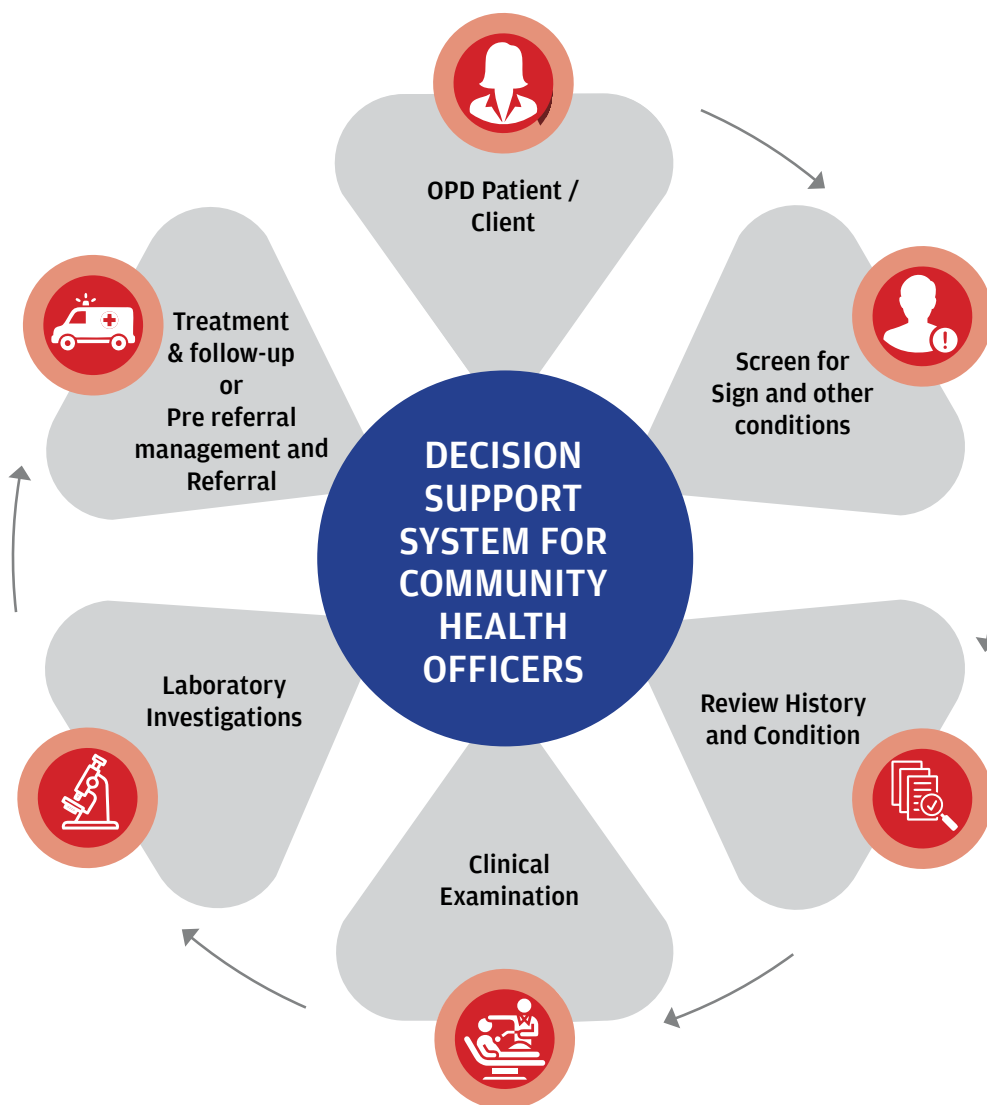 OPD Patient /
Client
Screen for
Sign and other
conditions
Review History
and Condition
Clinical
Examination
Laboratory
Investigations
Treatment
& follow-up
or
Pre referral
management and
Referral
DECISION
SUPPORT
SYSTEM FOR
COMMUNITY
HEALTH
OFFICERS